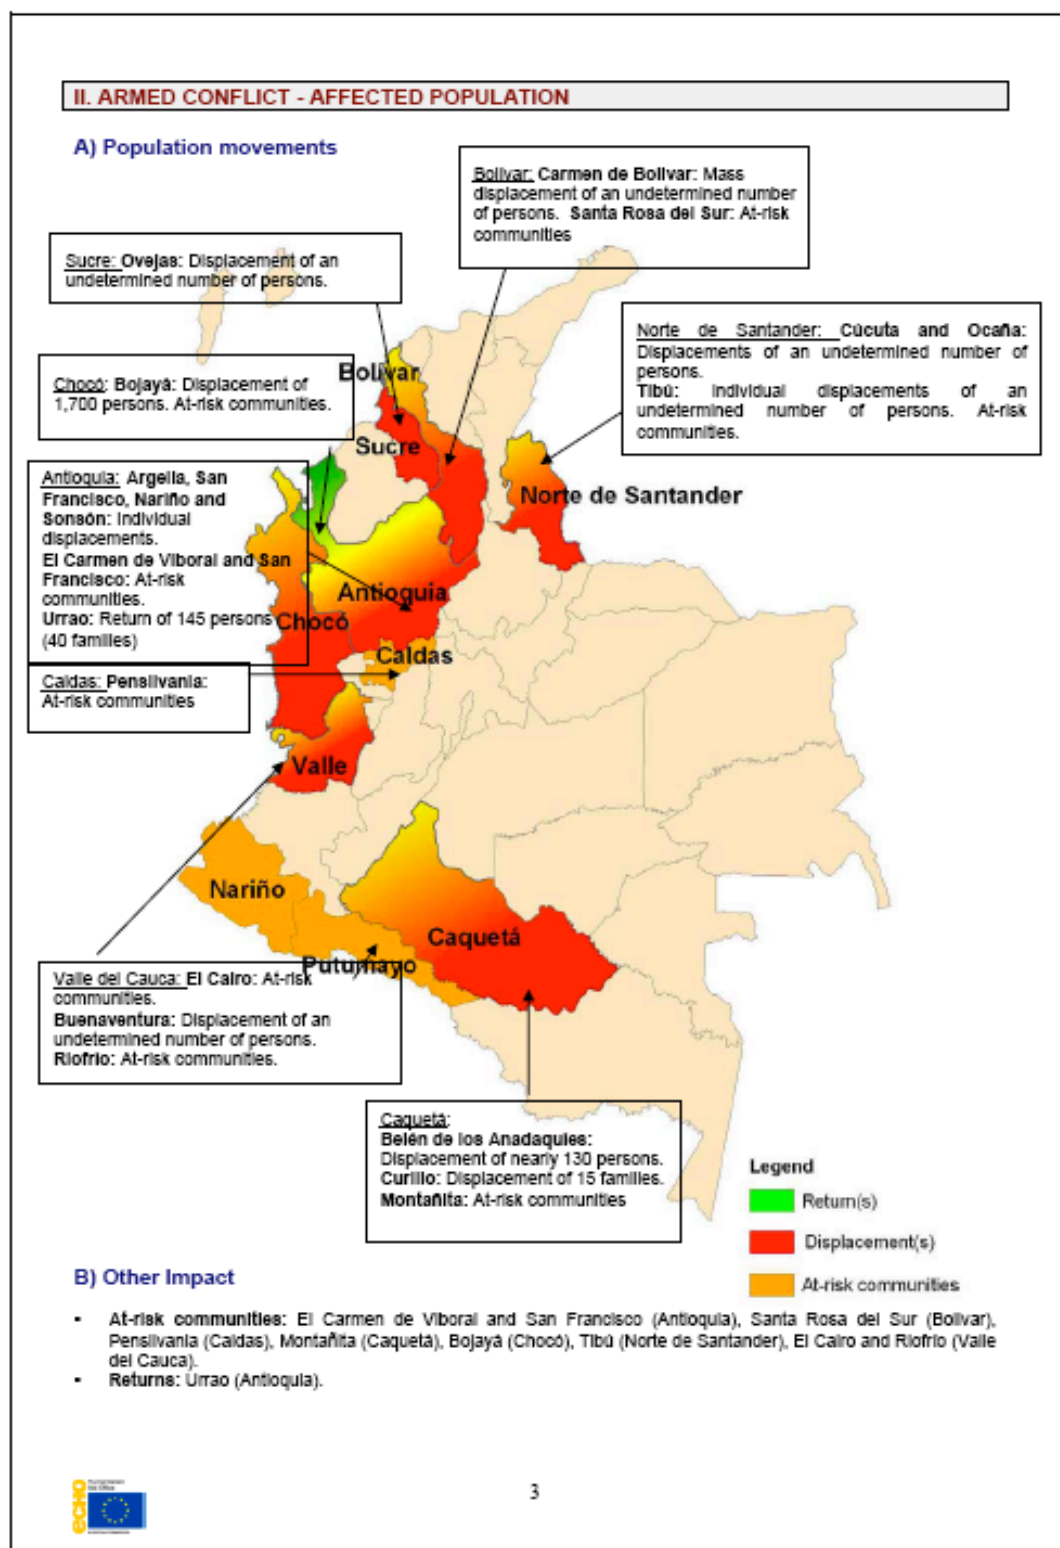 II. ARMED CONFLICT - AFFECTED POPULATION
A) Population movements
Bolivar: Carmen de Bolivar: Mass
displacement of an undetermined number
of persons. Santa Rosa del Sur: At-risk
communities
Sucre: Ovejas: Displacement of an
undetermined number of persons.
Norte de Santander: Cúcuta and Ocaña:
Displacements of an undetermined number of
persons.
Tibú: Individual displacements of an
undetermined number of persons. At-risk
communities.
Chocó: Bojayá: Displacement of
1,700 persons. At-risk communities.
Antioquia: Argelia, San
Francisco, Nariño and
Sonsón: Individual
displacements.
El Carmen de Viboral and San
Francisco: At-risk
communities.
Urrao: Return of 145 persons
(40 families)
Caldas: Pensilvania:
At-risk communities
Bolivar
Sucre
Norte de Santander
Antioquia
Chocó
Caldas
Valle
Nariño
Caquetá
Putumayo
Valle del Cauca: El Cairo: At-risk
communities.
Buenaventura: Displacement of an
undetermined number of persons.
Riofrio: At-risk communities.
Caquetá:
Belén de los Anadaquies:
Displacement of nearly 130 persons.
Curillo: Displacement of 15 families.
Montañita: At-risk communities
Legend
Return(s)
Displacement(s)
At-risk communities
B) Other Impact
▪ At-risk communities: El Carmen de Viboral and San Francisco (Antioquia), Santa Rosa del Sur (Bolivar),
Pensilvania (Caldas), Montañita (Caquetá), Bojayá (Chocó), Tibú (Norte de Santander), El Cairo and Riofrio (Valle
del Cauca).
▪ Returns: Urrao (Antioquia).
ECHO
3